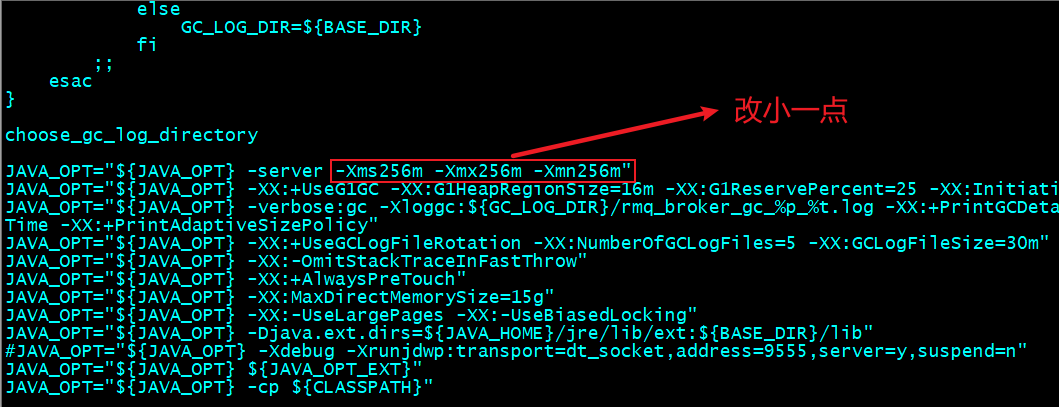 else
GC_LOG_DIR=${BASE_DIR}
fi
;;
esac
}
choose_gc_log_directory
改小一点
JAVA_OPT="${JAVA_OPT} -server -Xms256m -Xmx256m -Xmn256m"
JAVA_OPT="${JAVA_OPT} -XX:+UseG1GC -XX:G1HeapRegionSize=16m -XX:G1ReservePercent=25 -XX:Initiati
JAVA_OPT="${JAVA_OPT} -verbose:gc -Xloggc:${GC_LOG_DIR}/rmq_broker_gc_%p_%t.log -XX:+PrintGCDeta
Time -XX:+PrintAdaptiveSizePolicy"
JAVA_OPT="${JAVA_OPT} -XX:+UseGCLogFileRotation -XX:NumberOfGCLogFiles=5 -XX:GCLogFileSize=30m"
JAVA_OPT="${JAVA_OPT} -XX:-OmitStackTraceInFastThrow"
JAVA_OPT="${JAVA_OPT} -XX:+AlwaysPreTouch"
JAVA_OPT="${JAVA_OPT} -XX:MaxDirectMemorySize=15g"
JAVA_OPT="${JAVA_OPT} -XX:-UseLargePages -XX:-UseBiasedLocking"
JAVA_OPT="${JAVA_OPT} -Djava.ext.dirs=${JAVA_HOME}/jre/lib/ext:${BASE_DIR}/lib"
#JAVA_OPT="${JAVA_OPT} -Xdebug -Xrunjdwp:transport=dt_socket,address=9555,server=y,suspend=n"
JAVA_OPT="${JAVA_OPT} ${JAVA_OPT_EXT}"
JAVA_OPT="${JAVA_OPT} -cp ${CLASSPATH}"